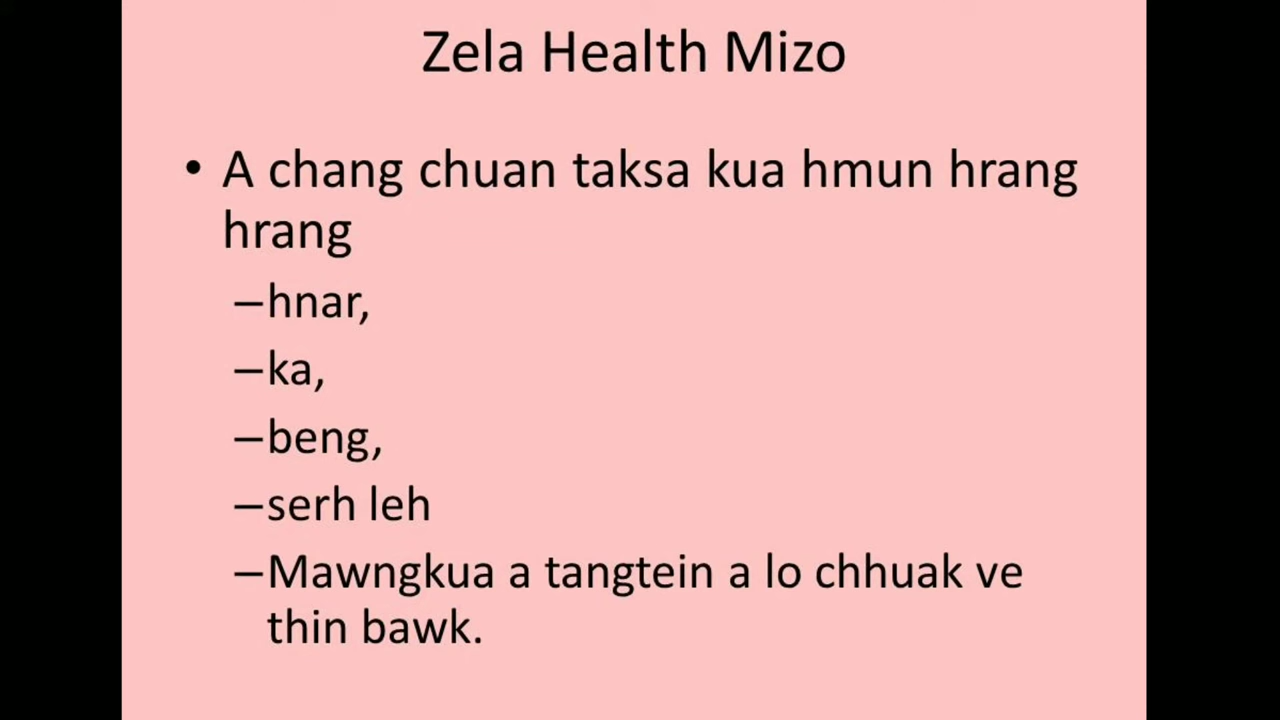 Zela Health Mizo
• A chang chuan taksa kua hmun hrang
hrang
–hnar,
–ka,
–beng,
–serh leh
–Mawngkua a tangtein a lo chhuak ve
thin bawk.